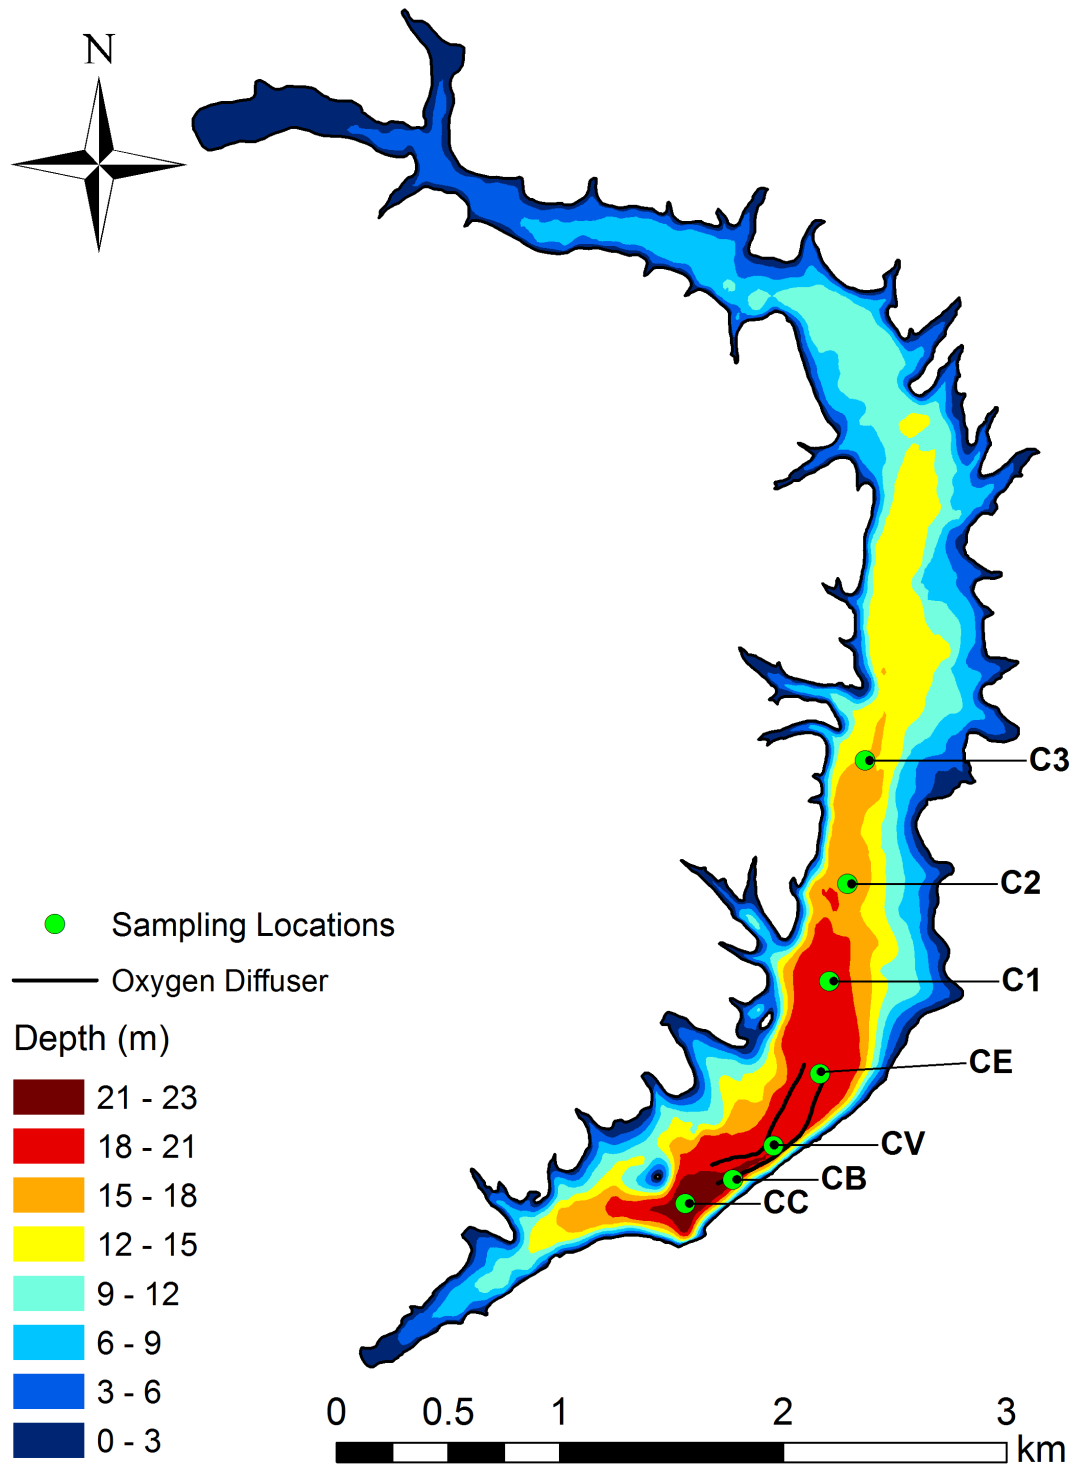 N
C3
C2
C1
CE
CV
CB
CC
Sampling Locations
Oxygen Diffuser
Depth (m)
21 - 23
18 - 21
15 - 18
12 - 15
9 - 12
6 - 9
3 - 6
0 - 3
0 0.5 1 2 3
km